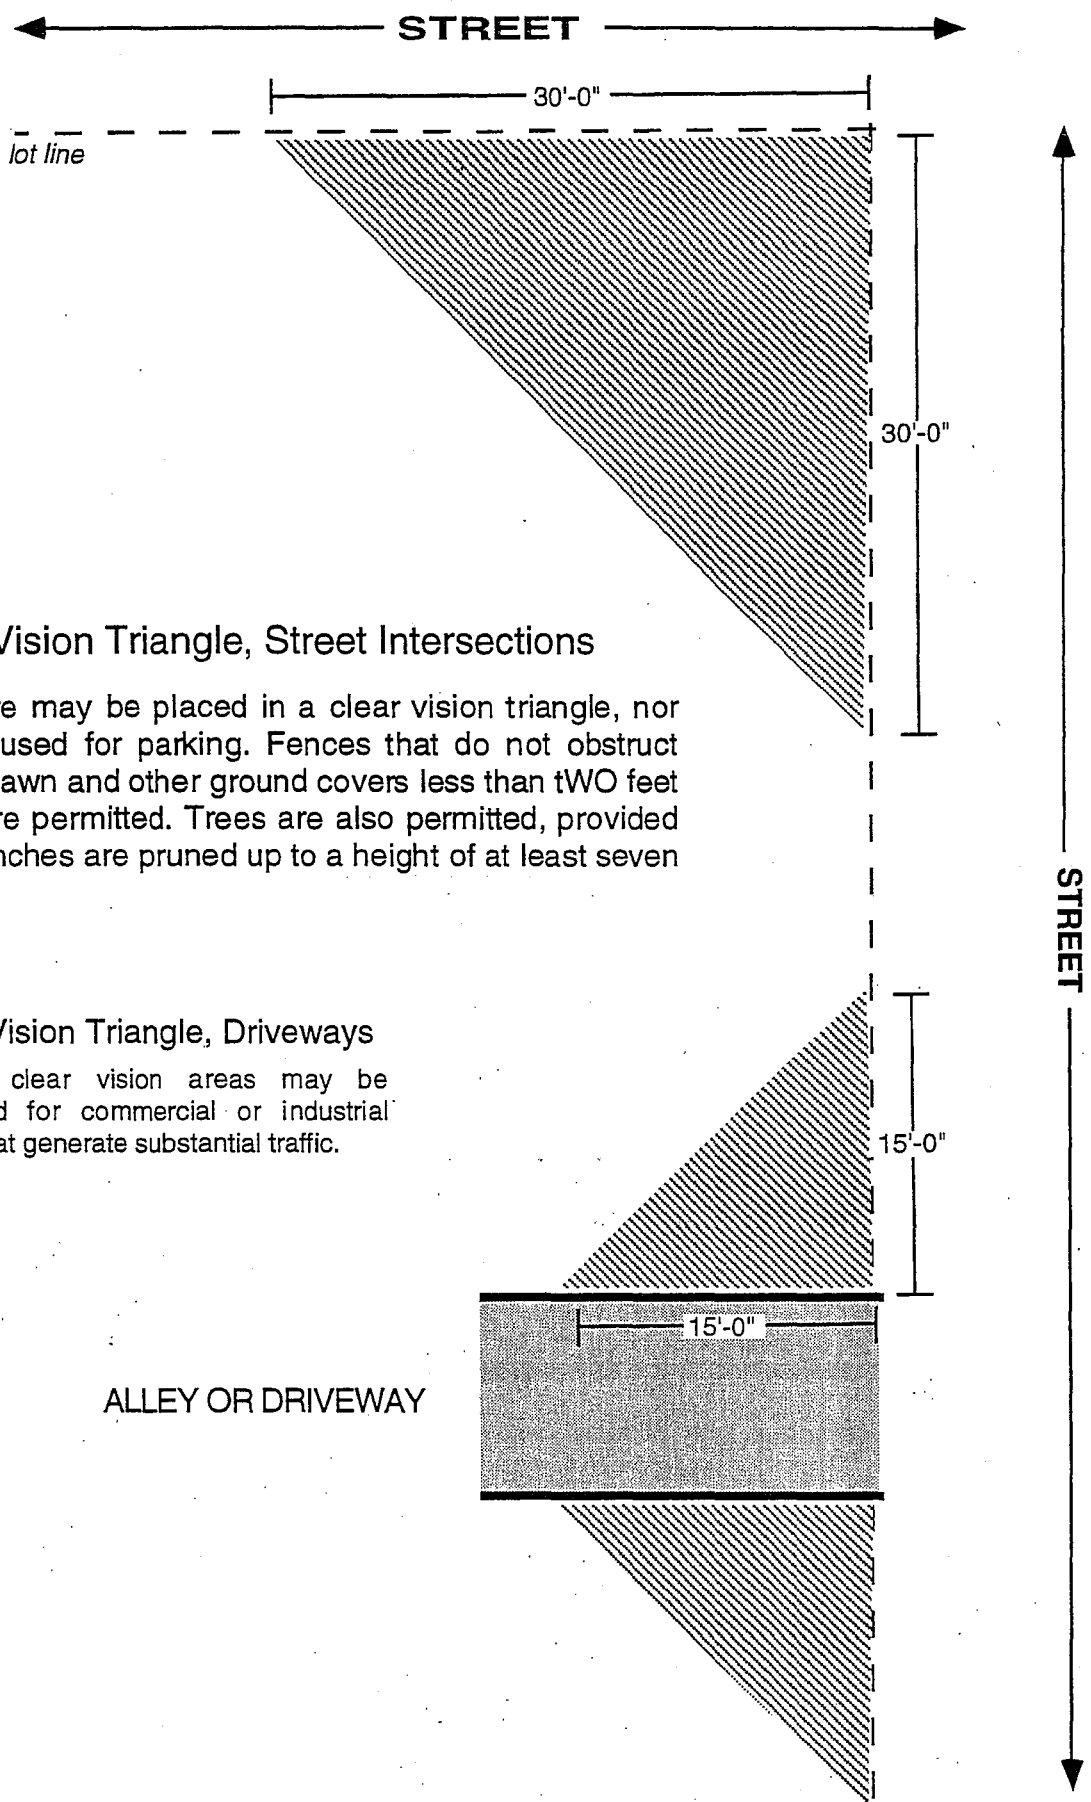 STREET
30'-0"
lot line
30'-0"
Vision Triangle, Street Intersections
re may be placed in a clear vision triangle, nor
used for parking. Fences that do not obstruct
awn and other ground covers less than tWO feet
re permitted. Trees are also permitted, provided
nches are pruned up to a height of at least seven
STREET
Vision Triangle, Driveways
clear vision areas may be
d for commercial or industrial
at generate substantial traffic.
15'-0"
15'-0"
ALLEY OR DRIVEWAY